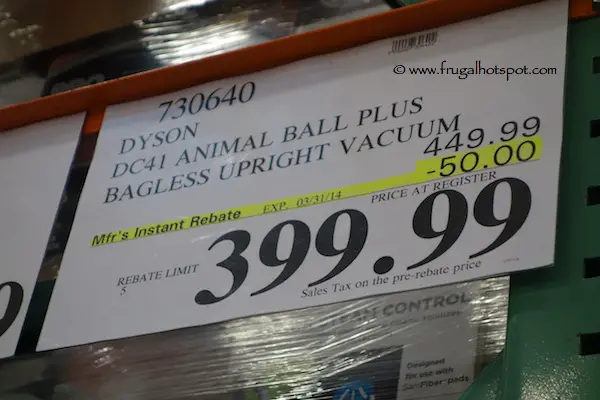 © www.frugalhotspot.com
730640
DYSON
DC41 ANIMAL BALL PLUS
BAGLESS UPRIGHT VACUUM
449.99
-50.00
Mfr's Instant Rebate EXP. 03/31/14
PRICE AT REGISTER
399.99
REBATE LIMIT
5
Sales Tax on the pre-rebate price
9
CONTROL
Designed
for use with
SaniFiber pads